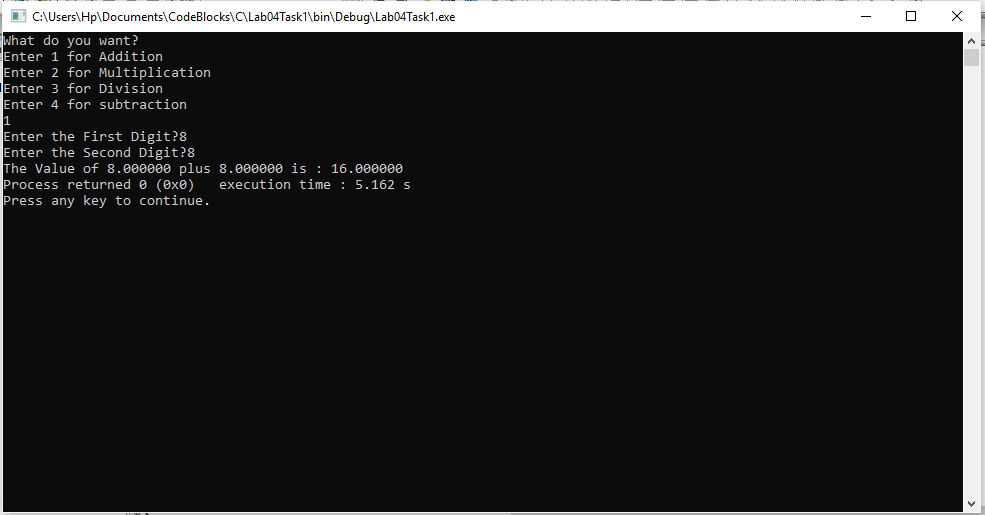 C:\Users\Hp\Documents\CodeBlocks\C\Lab04Task1\bin\Debug\Lab04Task1.exe
What do you want?
Enter 1 for Addition
Enter 2 for Multiplication
Enter 3 for Division
Enter 4 for subtraction
1
Enter the First Digit?8
Enter the Second Digit?8
The Value of 8.000000 plus 8.000000 is : 16.000000
Process returned 0 (0x0)   execution time : 5.162 s
Press any key to continue.